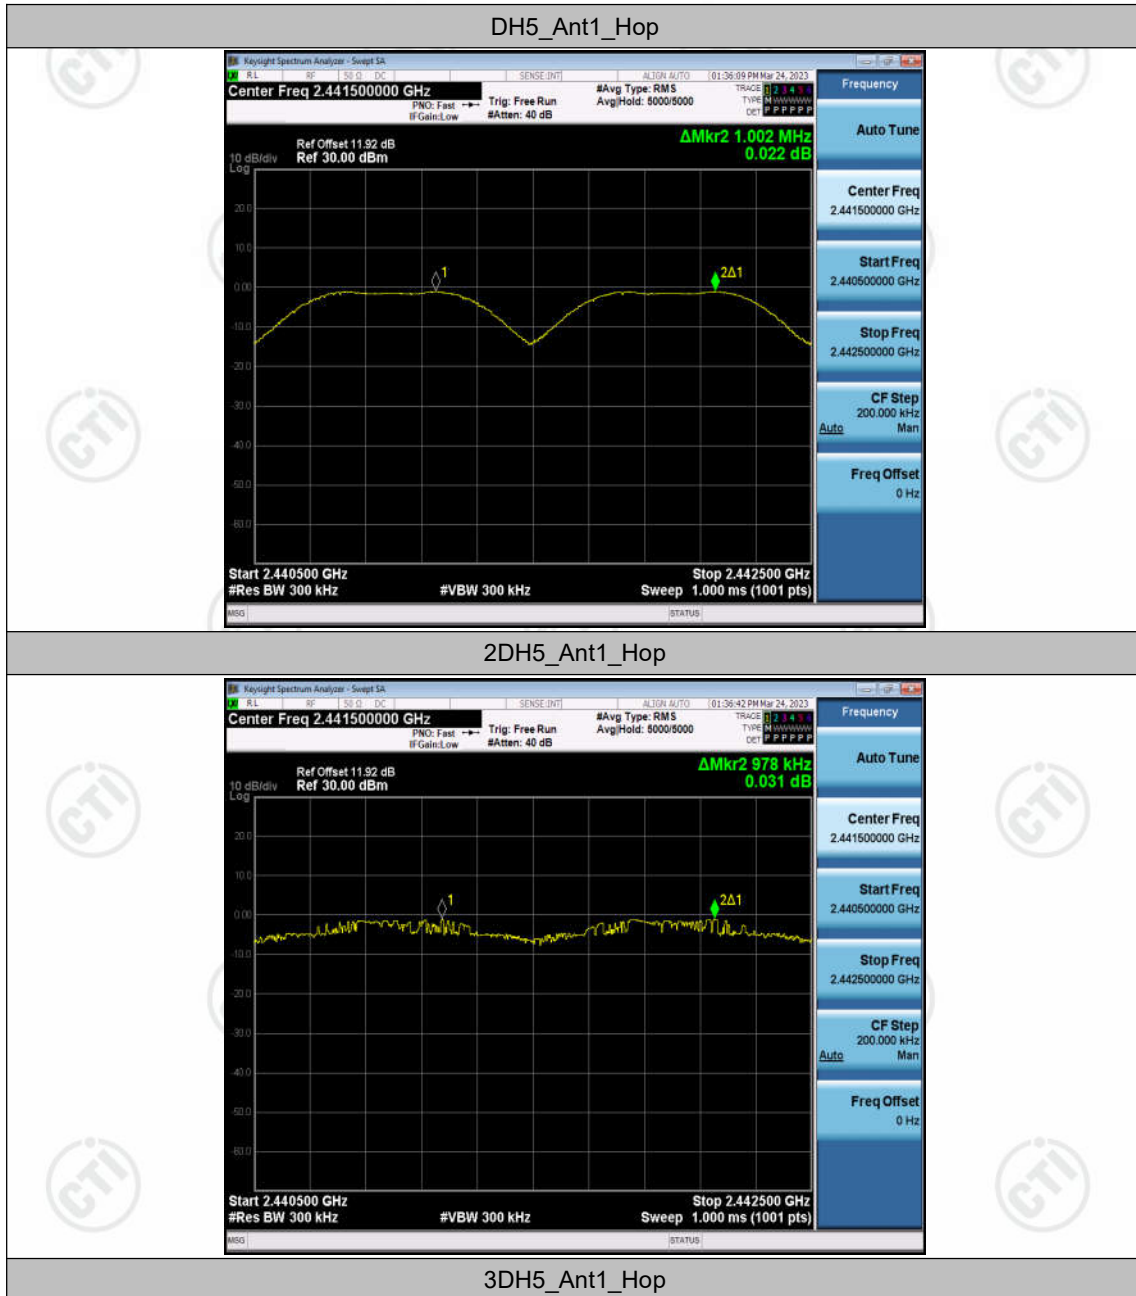 DH5_Ant1_Hop
Keysight Spectrum Analyzer - Swept SA
RL RF 50 Ω DC SENSE:INT ALIGN AUTO 01:36:09 PM Mar 24, 2023
Center Freq 2.441500000 GHz #Avg Type: RMS TRACE 1 2 3 4 5 6
PNO: Fast Trig: Free Run Avg|Hold: 5000/5000 TYPE M WWWWW
IFGain:Low #Atten: 40 dB DET P P P P P P
Ref Offset 11.92 dB ΔMkr2 1.002 MHz
10 dB/div Ref 30.00 dBm 0.022 dB
Log
20.0
10.0
0.00
-10.0
-20.0
-30.0
-40.0
-50.0
-60.0
1
2Δ1
Start 2.440500 GHz Stop 2.442500 GHz
#Res BW 300 kHz #VBW 300 kHz Sweep 1.000 ms (1001 pts)
MSG STATUS
Frequency
Auto Tune
Center Freq
2.441500000 GHz
Start Freq
2.440500000 GHz
Stop Freq
2.442500000 GHz
CF Step
200.000 kHz
Auto Man
Freq Offset
0 Hz
2DH5_Ant1_Hop
Keysight Spectrum Analyzer - Swept SA
RL RF 50 Ω DC SENSE:INT ALIGN AUTO 01:36:42 PM Mar 24, 2023
Center Freq 2.441500000 GHz #Avg Type: RMS TRACE 1 2 3 4 5 6
PNO: Fast Trig: Free Run Avg|Hold: 5000/5000 TYPE M WWWWW
IFGain:Low #Atten: 40 dB DET P P P P P P
Ref Offset 11.92 dB ΔMkr2 978 kHz
10 dB/div Ref 30.00 dBm 0.031 dB
Log
20.0
10.0
0.00
-10.0
-20.0
-30.0
-40.0
-50.0
-60.0
1
2Δ1
Start 2.440500 GHz Stop 2.442500 GHz
#Res BW 300 kHz #VBW 300 kHz Sweep 1.000 ms (1001 pts)
MSG STATUS
Frequency
Auto Tune
Center Freq
2.441500000 GHz
Start Freq
2.440500000 GHz
Stop Freq
2.442500000 GHz
CF Step
200.000 kHz
Auto Man
Freq Offset
0 Hz
3DH5_Ant1_Hop
CTI
CTI
CTI
CTI
CTI
CTI
CTI
CTI